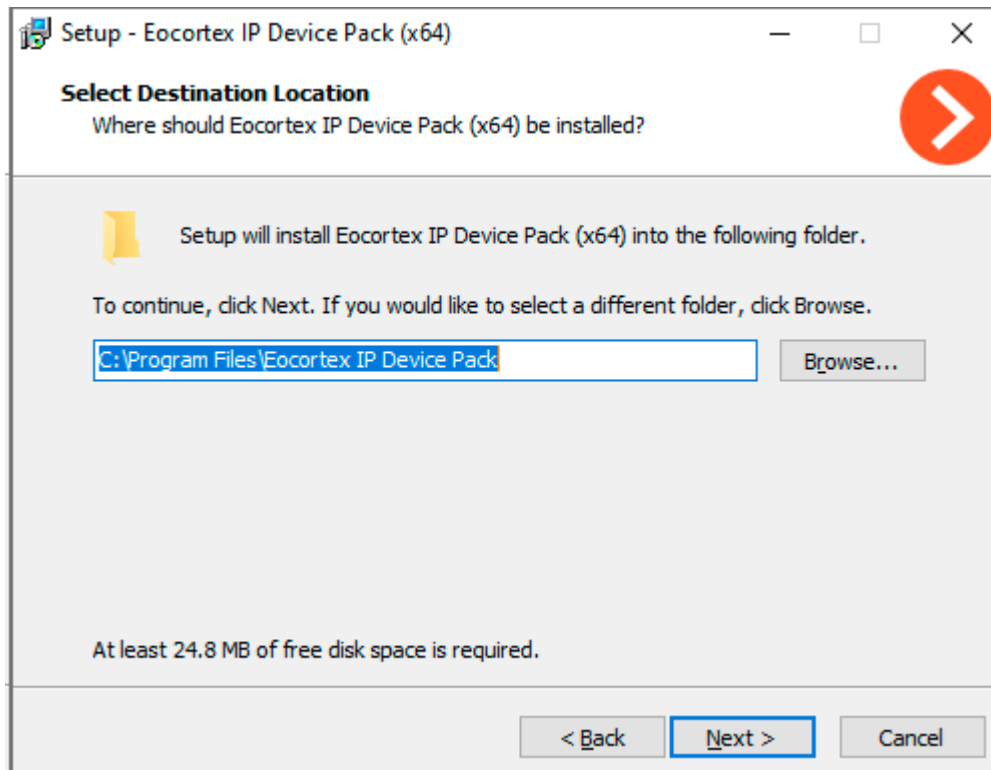 Setup - Eocortex IP Device Pack (x64)
Select Destination Location
Where should Eocortex IP Device Pack (x64) be installed?
Setup will install Eocortex IP Device Pack (x64) into the following folder.
To continue, click Next. If you would like to select a different folder, click Browse.
C:\Program Files\Eocortex IP Device Pack
Browse...
At least 24.8 MB of free disk space is required.
< Back Next > Cancel